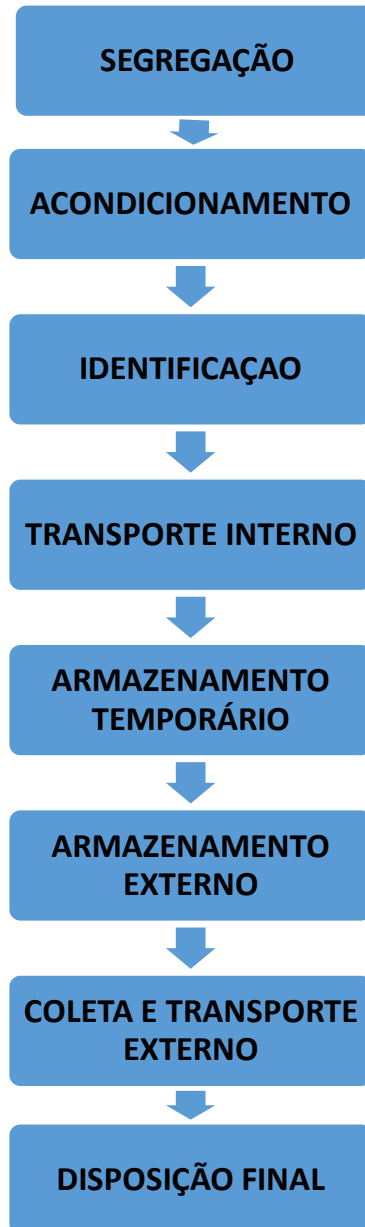 SEGREGAÇÃO
ACONDICIONAMENTO
IDENTIFICAÇAO
TRANSPORTE INTERNO
ARMAZENAMENTO
TEMPORÁRIO
ARMAZENAMENTO
EXTERNO
COLETA E TRANSPORTE
EXTERNO
DISPOSIÇÃO FINAL